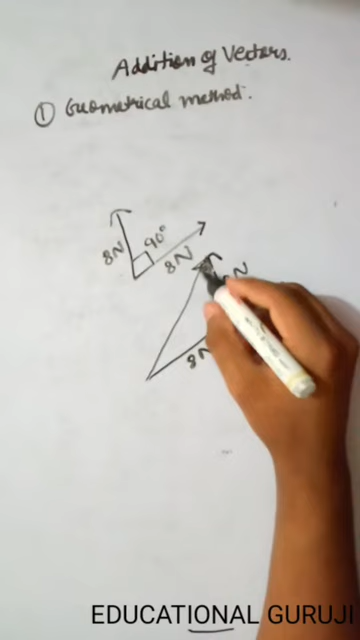 Addition of Vectors.
① Geometrical method.
90°
8N
8N
8N
EDUCATIONAL GURUJI